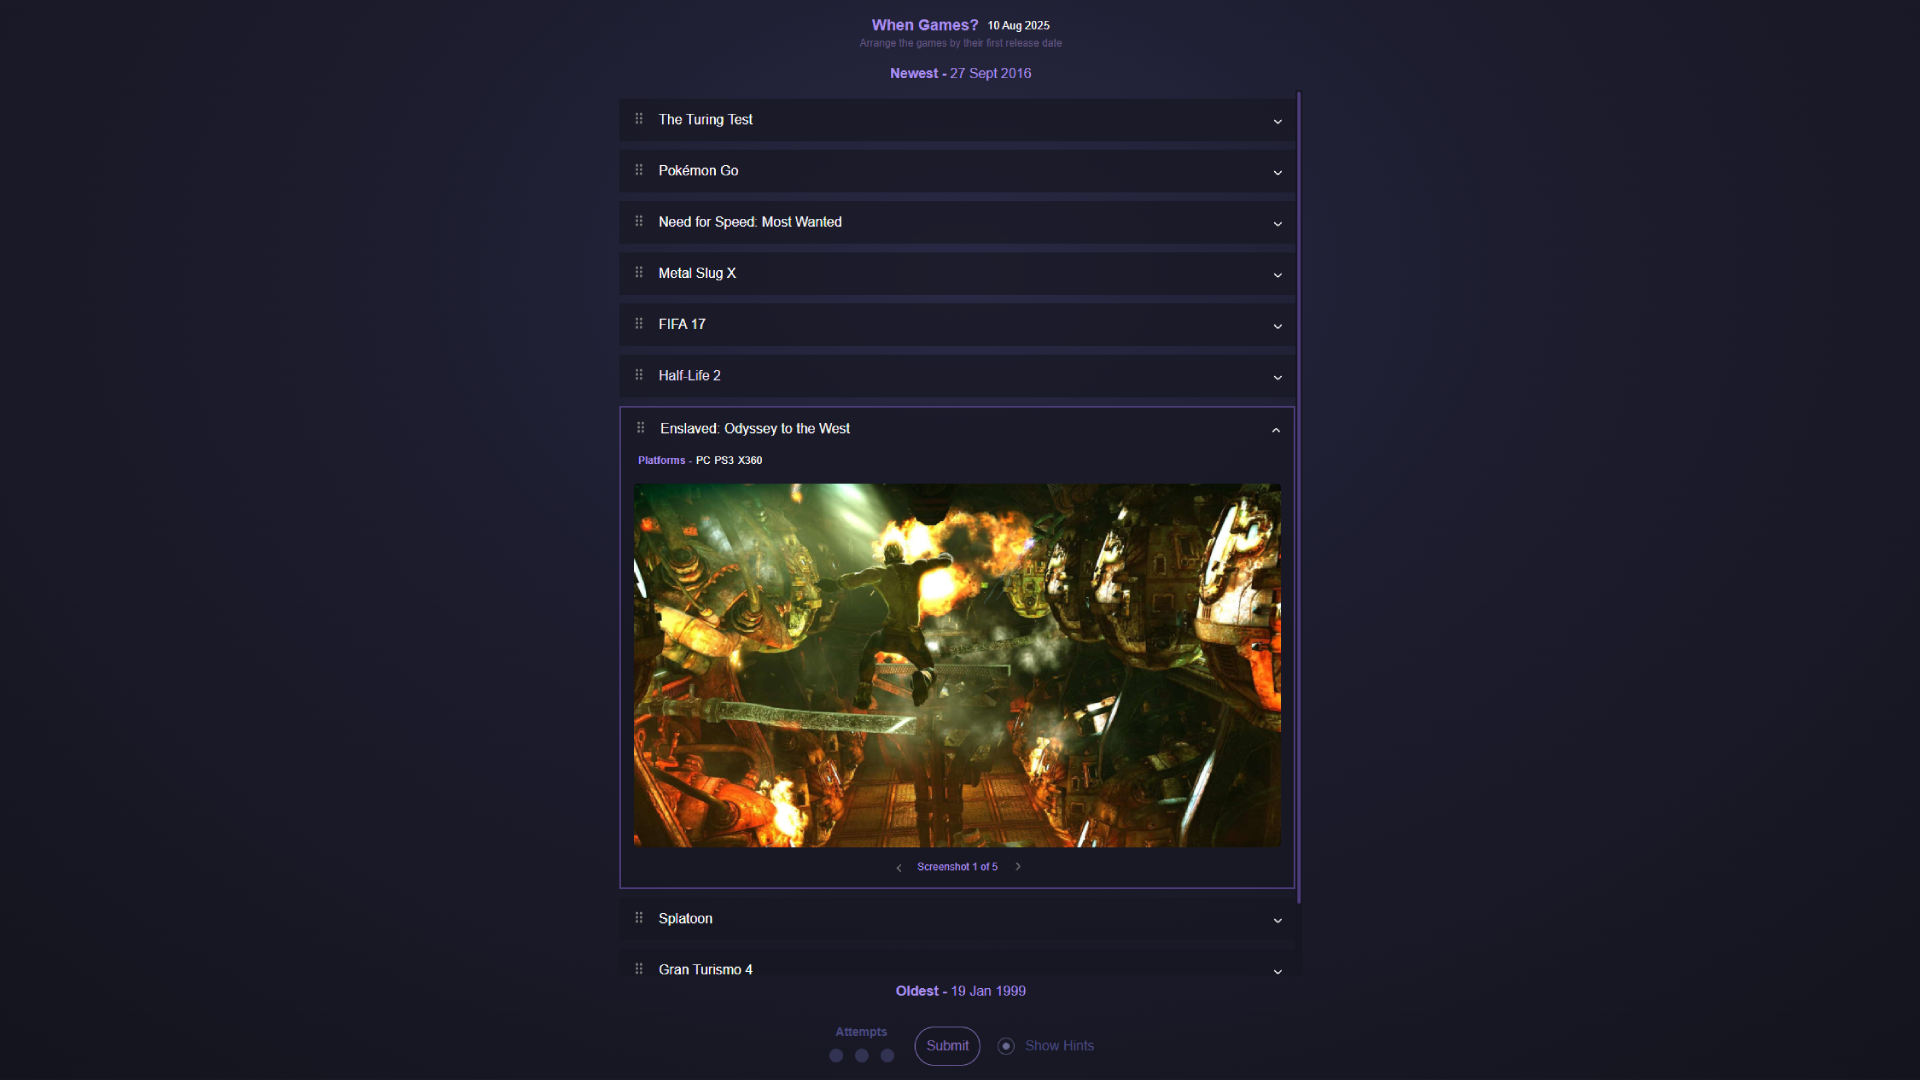 When Games? 10 Aug 2025
Arrange the games by their first release date
Newest - 27 Sept 2016
The Turing Test
Pokémon Go
Need for Speed: Most Wanted
Metal Slug X
FIFA 17
Half-Life 2
Enslaved: Odyssey to the West
Platforms - PC PS3 X360
Screenshot 1 of 5
Splatoon
Gran Turismo 4
Oldest - 19 Jan 1999
Attempts
Submit
Show Hints